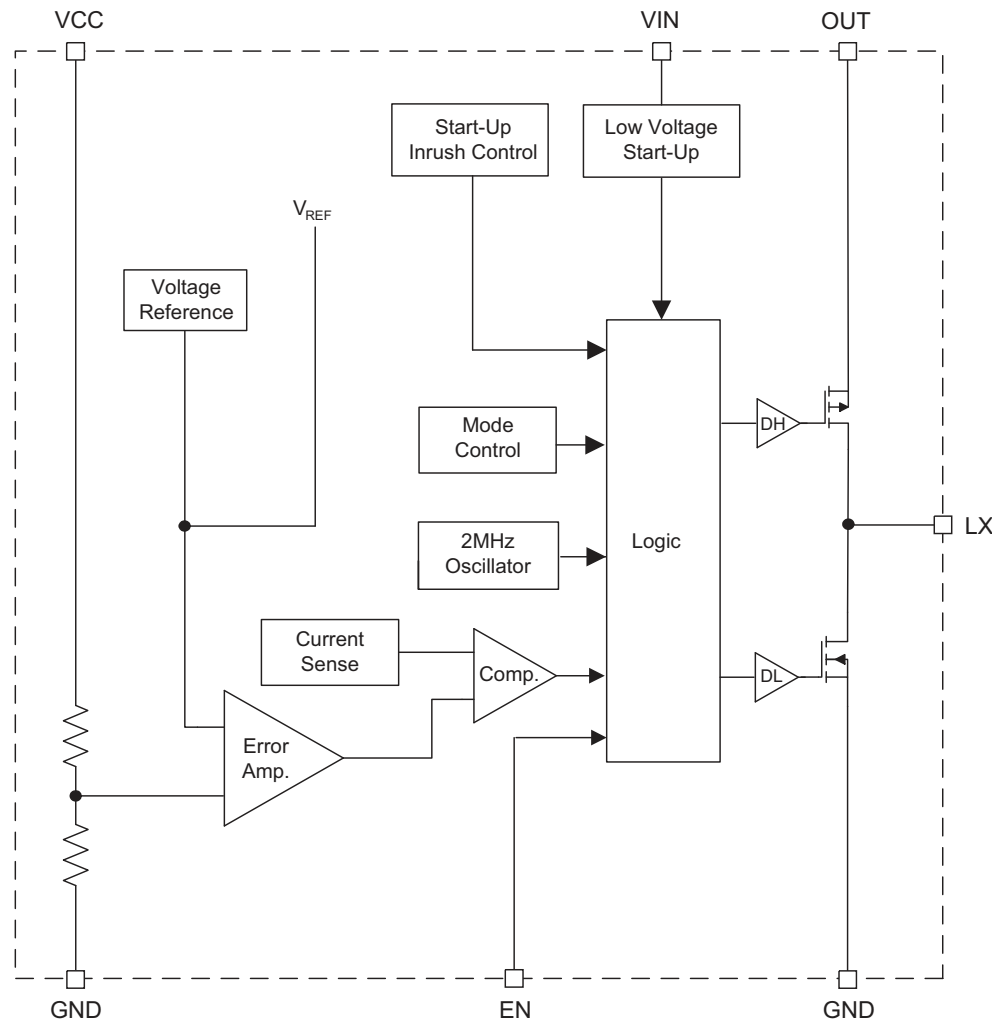 VCC
VIN
OUT
Start-Up
Inrush Control
Low Voltage
Start-Up
VREF
Voltage
Reference
Mode
Control
DH
2MHz
Oscillator
Logic
LX
Current
Sense
Comp.
DL
Error
Amp.
GND
EN
GND